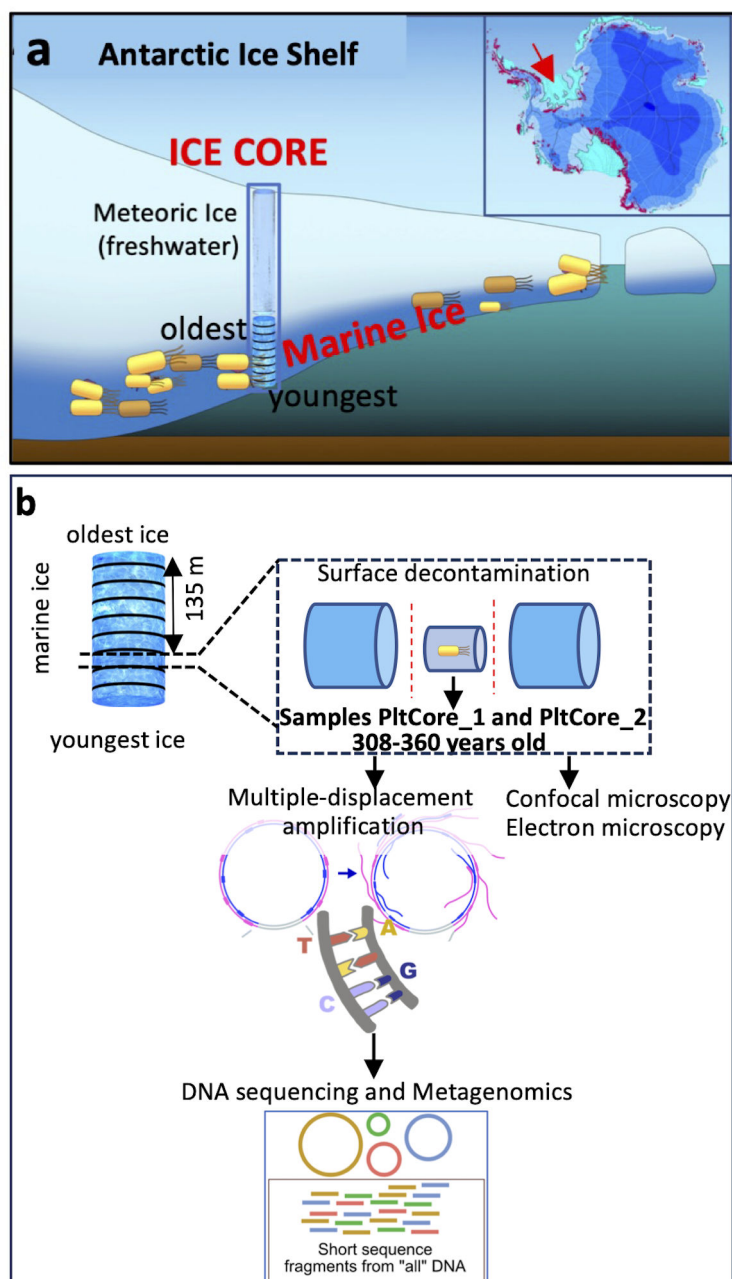 a
Antarctic Ice Shelf
ICE CORE
Meteoric Ice
(freshwater)
oldest
Marine Ice
youngest
b
oldest ice
135 m
marine ice
youngest ice
Surface decontamination
Samples PltCore_1 and PltCore_2
308-360 years old
Multiple-displacement
amplification
Confocal microscopy
Electron microscopy
T
A
G
C
DNA sequencing and Metagenomics
Short sequence
fragments from "all" DNA